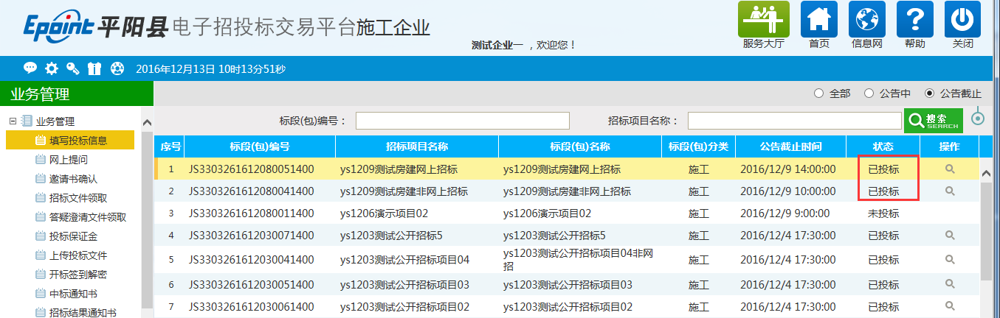 Epoint 平阳县 电子招投标交易平台施工企业
测试企业一 ，欢迎您！
服务大厅 首页 信息网 帮助 关闭
2016年12月13日 10时13分51秒
业务管理
全部 公告中 公告截止
业务管理
填写投标信息
网上提问
邀请书确认
招标文件领取
答疑澄清文件领取
投标保证金
上传投标文件
开标签到解密
中标通知书
招标结果通知书
标段(包)编号： 招标项目名称： 搜索 SEARCH
序号 标段(包)编号 招标项目名称 标段(包)名称 标段(包)分类 公告截止时间 状态 操作
1 JS3303261612080051400 ys1209测试房建网上招标 ys1209测试房建网上招标 施工 2016/12/9 14:00:00 已投标
2 JS3303261612080041400 ys1209测试房建非网上招标 ys1209测试房建非网上招标 施工 2016/12/9 10:00:00 已投标
3 JS3303261612080011400 ys1206演示项目02 ys1206演示项目02 施工 2016/12/9 9:00:00 未投标
4 JS3303261612030071400 ys1203测试公开招标5 ys1203测试公开招标5 施工 2016/12/4 17:30:00 已投标
5 JS3303261612030041400 ys1203测试公开招标项目04 ys1203测试公开招标项目04非网招 施工 2016/12/4 17:30:00 已投标
6 JS3303261612030051400 ys1203测试公开招标项目03 ys1203测试公开招标项目03 施工 2016/12/4 17:30:00 已投标
7 JS3303261612030061400 ys1203测试公开招标项目02 ys1203测试公开招标项目02 施工 2016/12/4 17:30:00 已投标